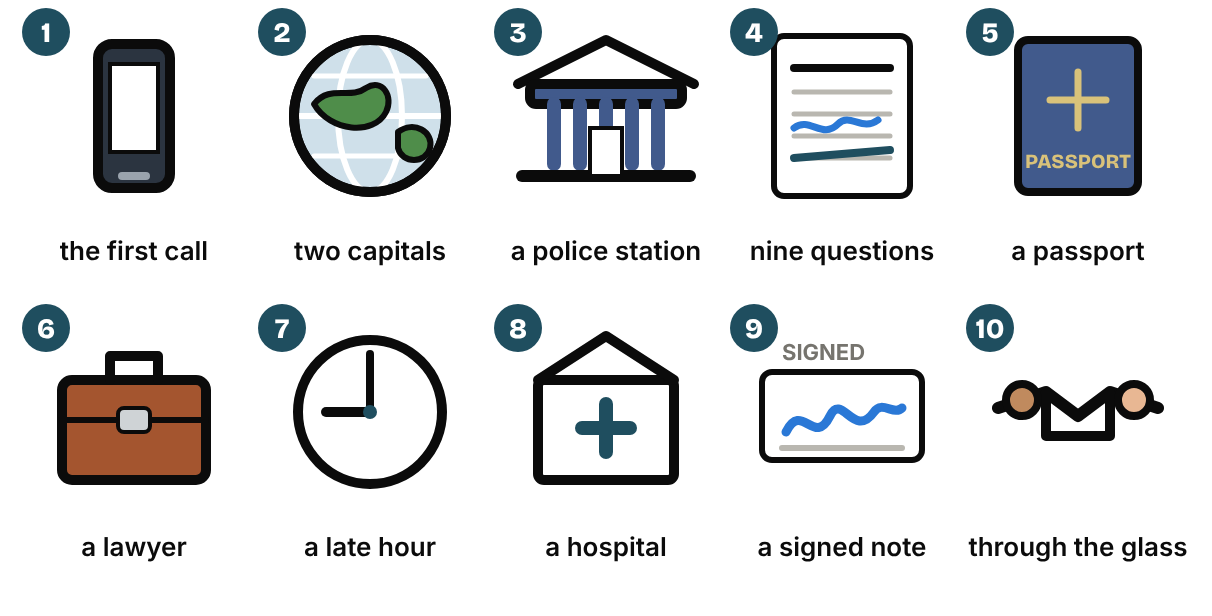 1
2
3
4
5
PASSPORT
the first call
two capitals
a police station
nine questions
a passport
6
7
8
9
10
SIGNED
a lawyer
a late hour
a hospital
a signed note
through the glass